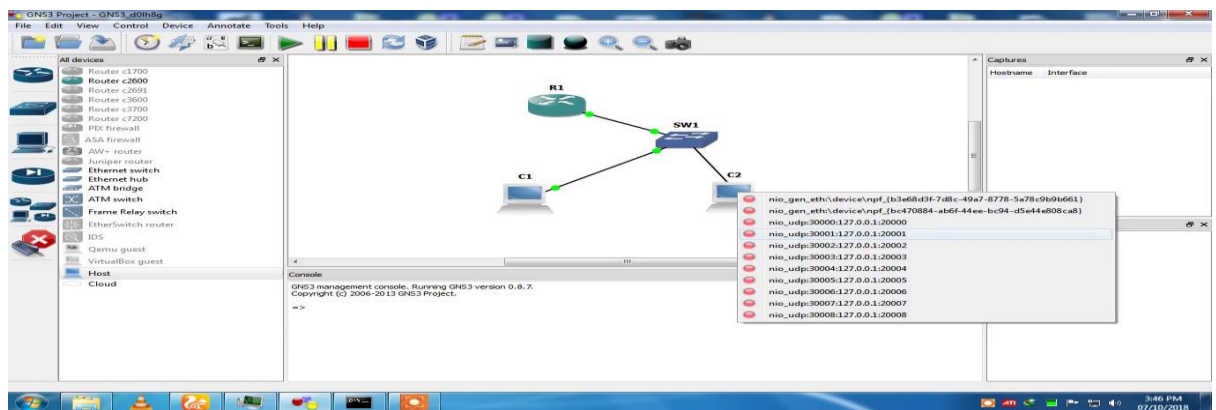 GNS3 Project - GNS3_d0lh8g
File Edit View Control Device Annotate Tools Help
All devices
Router c1700
Router c2600
Router c2691
Router c3600
Router c3700
Router c7200
PIX firewall
ASA firewall
AW+ router
Juniper router
Ethernet switch
Ethernet hub
ATM bridge
ATM switch
Frame Relay switch
EtherSwitch router
IDS
Qemu guest
VirtualBox guest
Host
Cloud
R1
SW1
C1
C2
nio_gen_eth:\device\npf_{b3e68d3f-7d8c-49a7-8778-5a78c9b9b661}
nio_gen_eth:\device\npf_{bc470884-ab6f-44ee-bc94-d5e44e808ca8}
nio_udp:30000:127.0.0.1:20000
nio_udp:30001:127.0.0.1:20001
nio_udp:30002:127.0.0.1:20002
nio_udp:30003:127.0.0.1:20003
nio_udp:30004:127.0.0.1:20004
nio_udp:30005:127.0.0.1:20005
nio_udp:30006:127.0.0.1:20006
nio_udp:30007:127.0.0.1:20007
nio_udp:30008:127.0.0.1:20008
Captures
Hostname Interface
Console
GNS3 management console. Running GNS3 version 0.8.7.
Copyright (c) 2006-2013 GNS3 Project.
=>
3:46 PM
07/10/2018